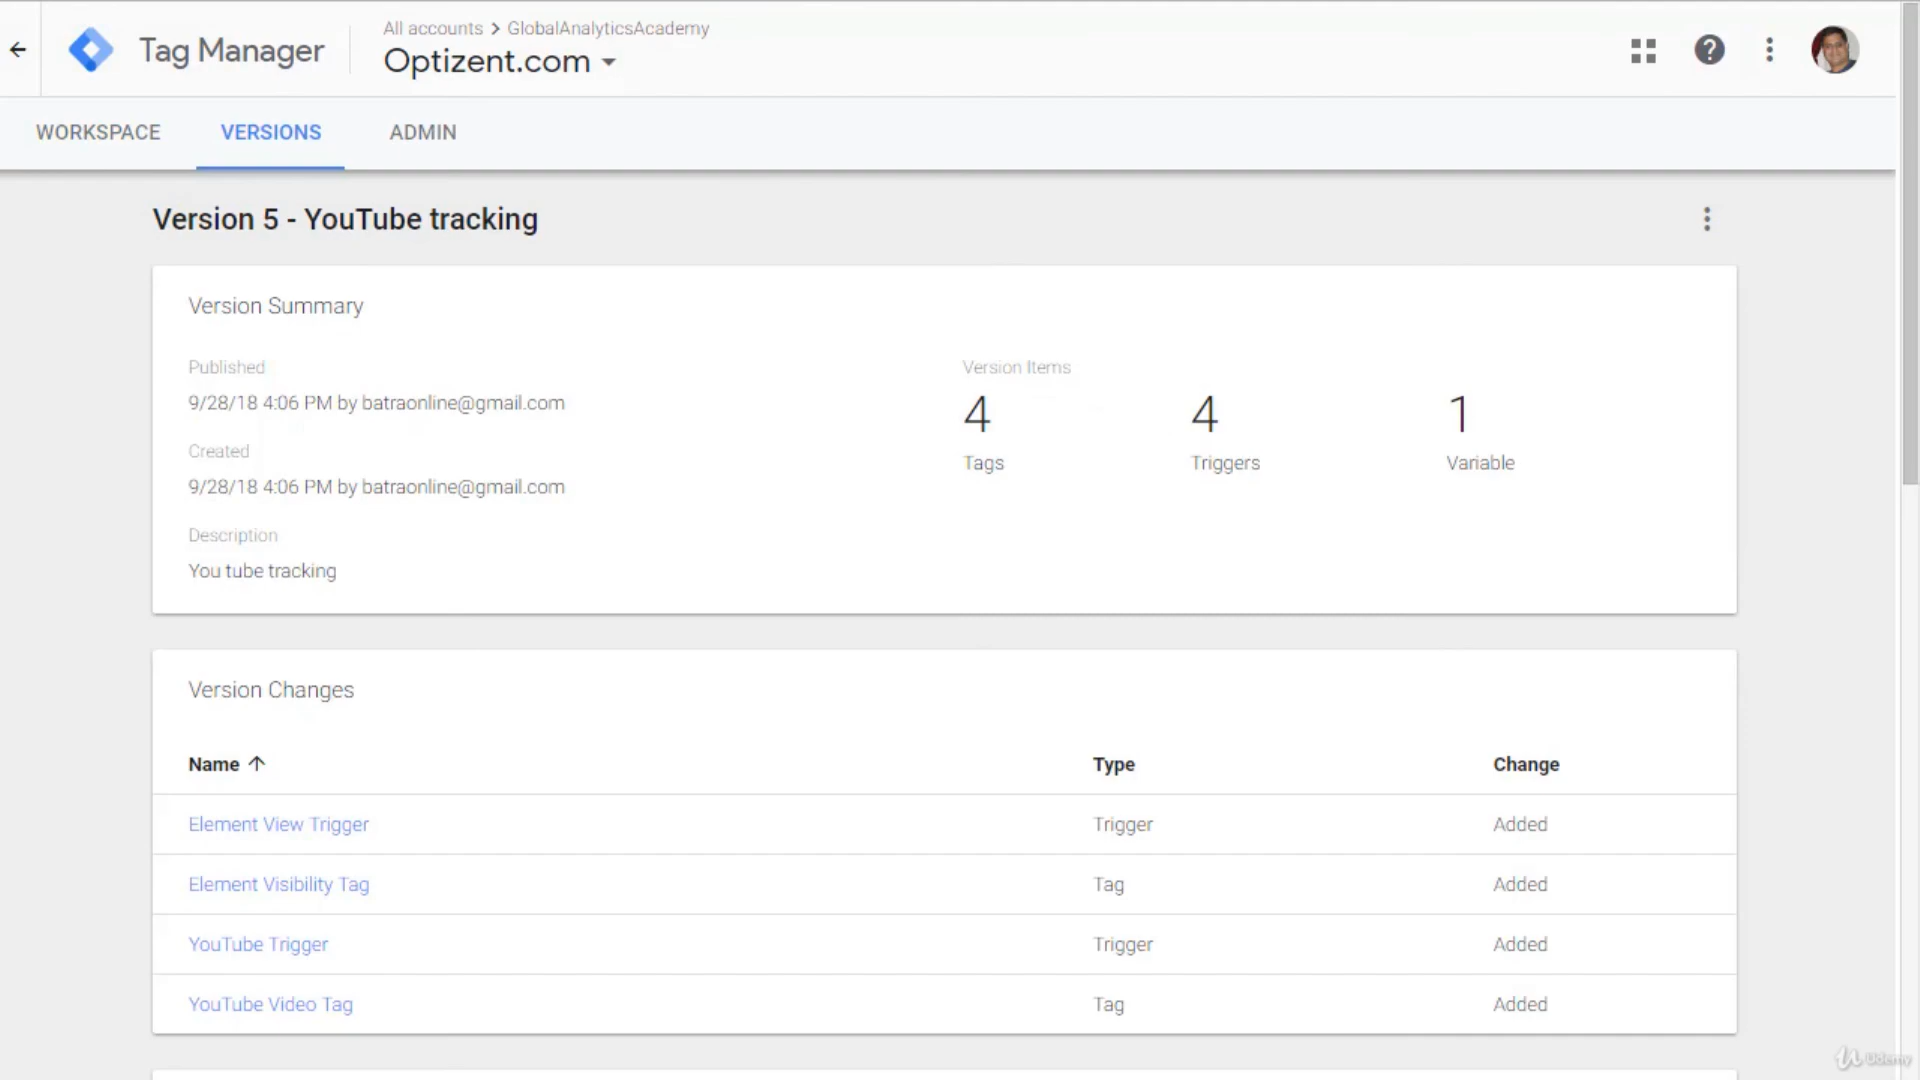 Tag Manager
All accounts > GlobalAnalyticsAcademy
Optizent.com
WORKSPACE VERSIONS ADMIN
Version 5 - YouTube tracking
Version Summary
Published
9/28/18 4:06 PM by batraonline@gmail.com
Created
9/28/18 4:06 PM by batraonline@gmail.com
Description
You tube tracking
Version Items
4 4 1
Tags Triggers Variable
Version Changes
Name Type Change
Element View Trigger Trigger Added
Element Visibility Tag Tag Added
YouTube Trigger Trigger Added
YouTube Video Tag Tag Added
Udemy